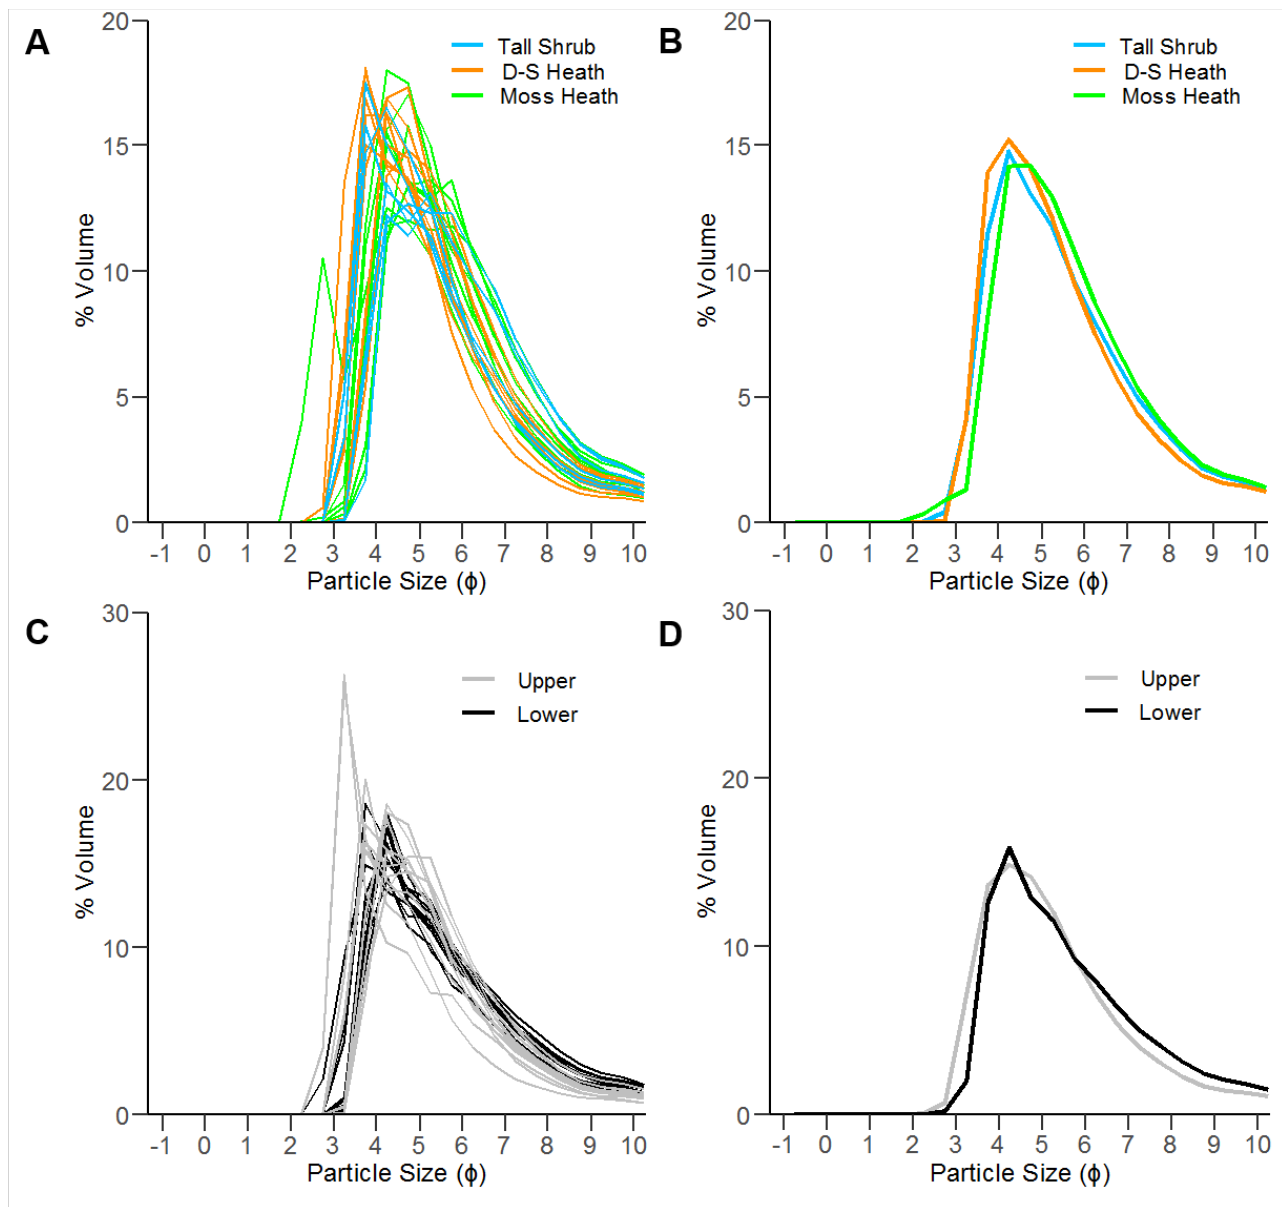 A
20
15
10
5
0
% Volume
Tall Shrub
D-S Heath
Moss Heath
-1 0 1 2 3 4 5 6 7 8 9 10
Particle Size (ϕ)
B
20
15
10
5
0
% Volume
Tall Shrub
D-S Heath
Moss Heath
-1 0 1 2 3 4 5 6 7 8 9 10
Particle Size (ϕ)
C
30
20
10
0
% Volume
Upper
Lower
-1 0 1 2 3 4 5 6 7 8 9 10
Particle Size (ϕ)
D
30
20
10
0
% Volume
Upper
Lower
-1 0 1 2 3 4 5 6 7 8 9 10
Particle Size (ϕ)